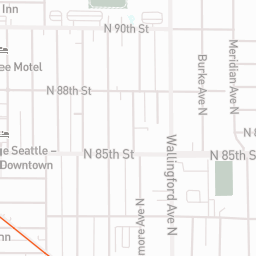 Inn
N 90th St
ee Motel
N 88th St
Burke Ave N
Meridian Ave N
ge Seattle –
Downtown
N 85th St
N 85th S
Wallingford Ave N
more Ave N
nn